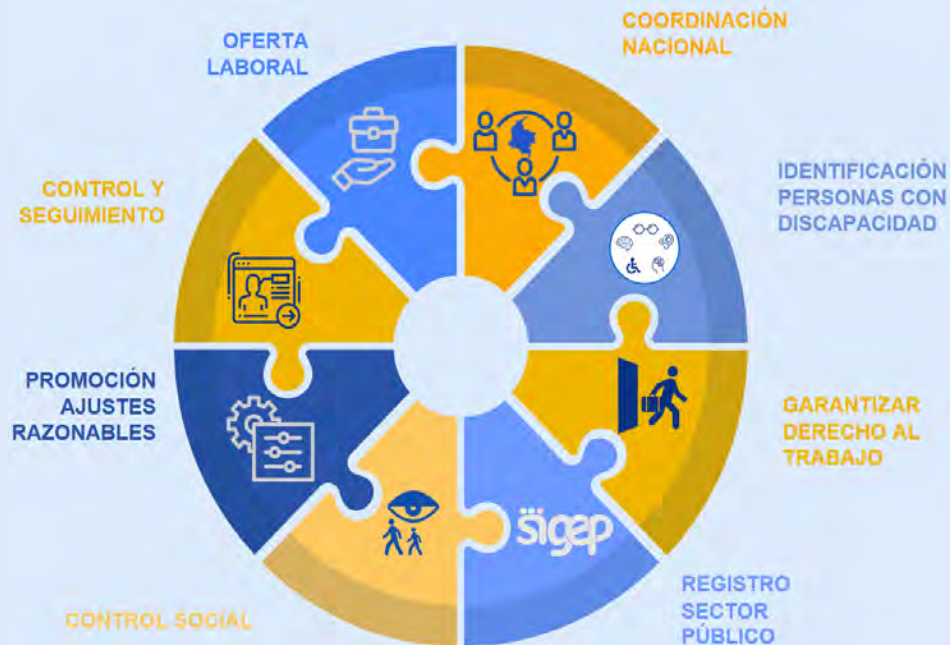 COORDINACIÓN
NACIONAL
IDENTIFICACIÓN
PERSONAS CON
DISCAPACIDAD
GARANTIZAR
DERECHO AL
TRABAJO
REGISTRO
SECTOR
PÚBLICO
sigep
CONTROL SOCIAL
PROMOCIÓN
AJUSTES
RAZONABLES
CONTROL Y
SEGUIMIENTO
OFERTA
LABORAL